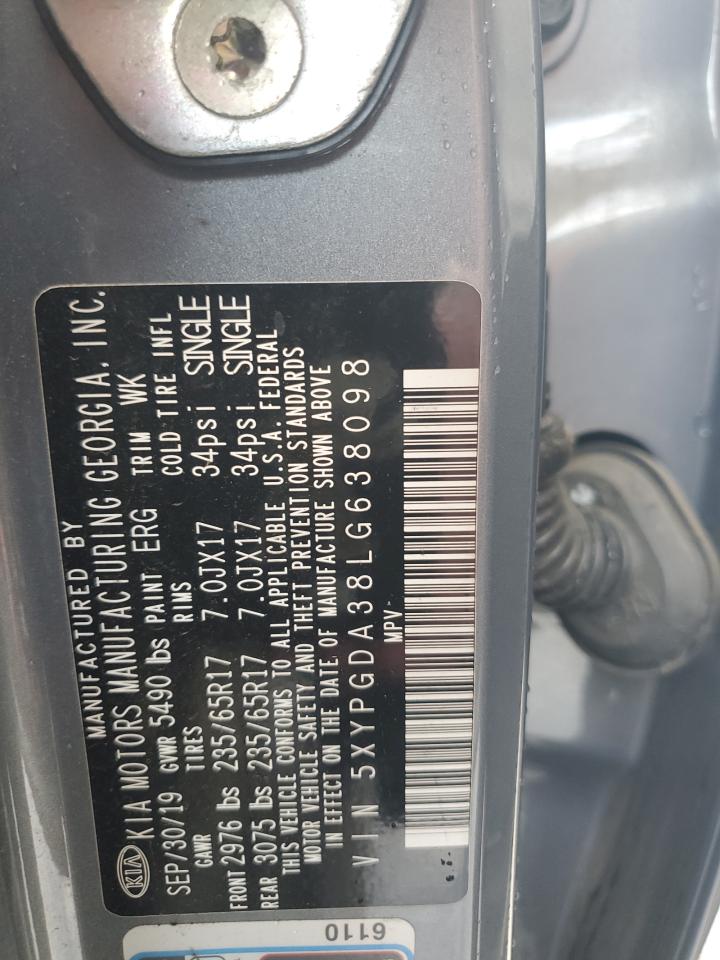 MANUFACTURED BY
KIA KIA MOTORS MANUFACTURING GEORGIA, INC.
SEP/30/19 GVWR 5490 lbs PAINT ERG TRIM WK
GAWR TIRES RIMS COLD TIRE INFL
FRONT 2976 lbs 235/65R17 7.0JX17 34psi SINGLE
REAR 3075 lbs 235/65R17 7.0JX17 34psi SINGLE
THIS VEHICLE CONFORMS TO ALL APPLICABLE U.S.A. FEDERAL
MOTOR VEHICLE SAFETY AND THEFT PREVENTION STANDARDS
IN EFFECT ON THE DATE OF MANUFACTURE SHOWN ABOVE
VIN 5XYPGDA38LG638098
MPV
6110